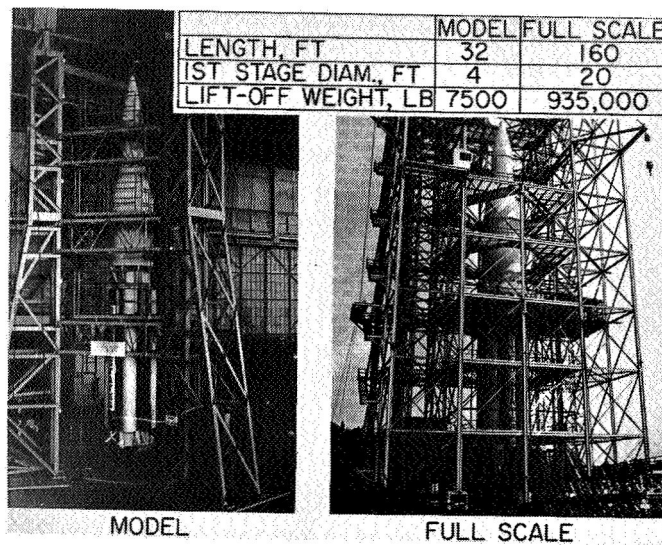 MODEL FULL SCALE
LENGTH, FT 32 160
1ST STAGE DIAM., FT 4 20
LIFT-OFF WEIGHT, LB 7500 935,000
MODEL
FULL SCALE